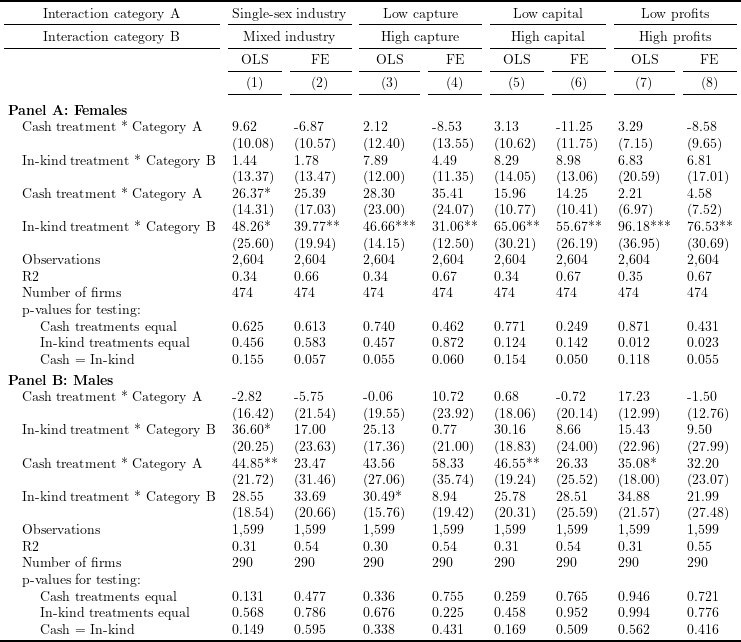 Interaction category A Single-sex industry Low capture Low capital Low profits
Interaction category B Mixed industry High capture High capital High profits
OLS FE OLS FE OLS FE OLS FE
(1) (2) (3) (4) (5) (6) (7) (8)
Panel A: Females
Cash treatment * Category A 9.62 -6.87 2.12 -8.53 3.13 -11.25 3.29 -8.58
(10.08) (10.57) (12.40) (13.55) (10.62) (11.75) (7.15) (9.65)
In-kind treatment * Category B 1.44 1.78 7.89 4.49 8.29 8.98 6.83 6.81
(13.37) (13.47) (12.00) (11.35) (14.05) (13.06) (20.59) (17.01)
Cash treatment * Category A 26.37* 25.39 28.30 35.41 15.96 14.25 2.21 4.58
(14.31) (17.03) (23.00) (24.07) (10.77) (10.41) (6.97) (7.52)
In-kind treatment * Category B 48.26* 39.77** 46.66*** 31.06** 65.06** 55.67** 96.18*** 76.53**
(25.60) (19.94) (14.15) (12.50) (30.21) (26.19) (36.95) (30.69)
Observations 2,604 2,604 2,604 2,604 2,604 2,604 2,604 2,604
R2 0.34 0.66 0.34 0.67 0.34 0.67 0.35 0.67
Number of firms 474 474 474 474 474 474 474 474
p-values for testing:
Cash treatments equal 0.625 0.613 0.740 0.462 0.771 0.249 0.871 0.431
In-kind treatments equal 0.456 0.583 0.457 0.872 0.124 0.142 0.012 0.023
Cash = In-kind 0.155 0.057 0.055 0.060 0.154 0.050 0.118 0.055
Panel B: Males
Cash treatment * Category A -2.82 -5.75 -0.06 10.72 0.68 -0.72 17.23 -1.50
(16.42) (21.54) (19.55) (23.92) (18.06) (20.14) (12.99) (12.76)
In-kind treatment * Category B 36.60* 17.00 25.13 0.77 30.16 8.66 15.43 9.50
(20.25) (23.63) (17.36) (21.00) (18.83) (24.00) (22.96) (27.99)
Cash treatment * Category A 44.85** 23.47 43.56 58.33 46.55** 26.33 35.08* 32.20
(21.72) (31.46) (27.06) (35.74) (19.24) (25.52) (18.00) (23.07)
In-kind treatment * Category B 28.55 33.69 30.49* 8.94 25.78 28.51 34.88 21.99
(18.54) (20.66) (15.76) (19.42) (20.31) (25.59) (21.57) (27.48)
Observations 1,599 1,599 1,599 1,599 1,599 1,599 1,599 1,599
R2 0.31 0.54 0.30 0.54 0.31 0.54 0.31 0.55
Number of firms 290 290 290 290 290 290 290 290
p-values for testing:
Cash treatments equal 0.131 0.477 0.336 0.755 0.259 0.765 0.946 0.721
In-kind treatments equal 0.568 0.786 0.676 0.225 0.458 0.952 0.994 0.776
Cash = In-kind 0.149 0.595 0.338 0.431 0.169 0.509 0.562 0.416